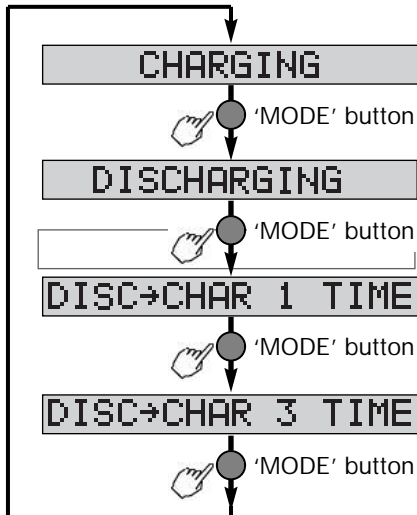 CHARGING
'MODE' button
DISCHARGING
'MODE' button
DISC→CHAR 1 TIME
'MODE' button
DISC→CHAR 3 TIME
'MODE' button